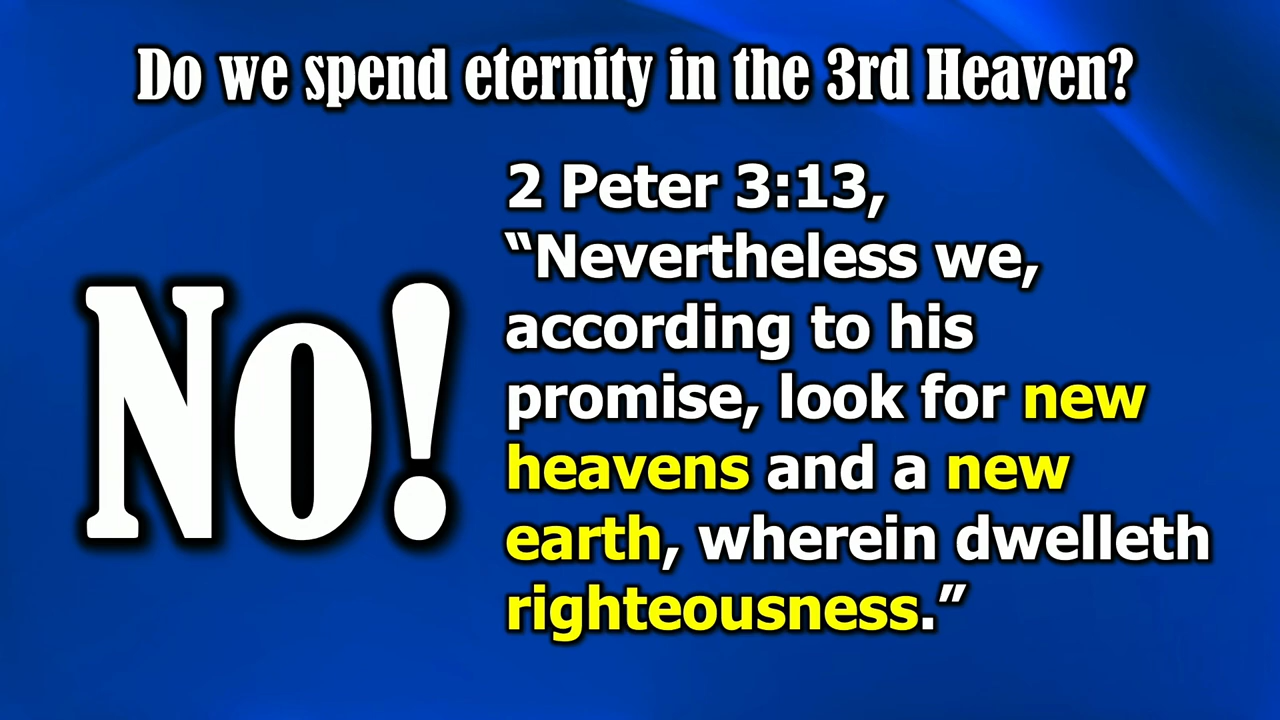 Do we spend eternity in the 3rd Heaven?
No!
2 Peter 3:13,
“Nevertheless we,
according to his
promise, look for new
heavens and a new
earth, wherein dwelleth
righteousness.”